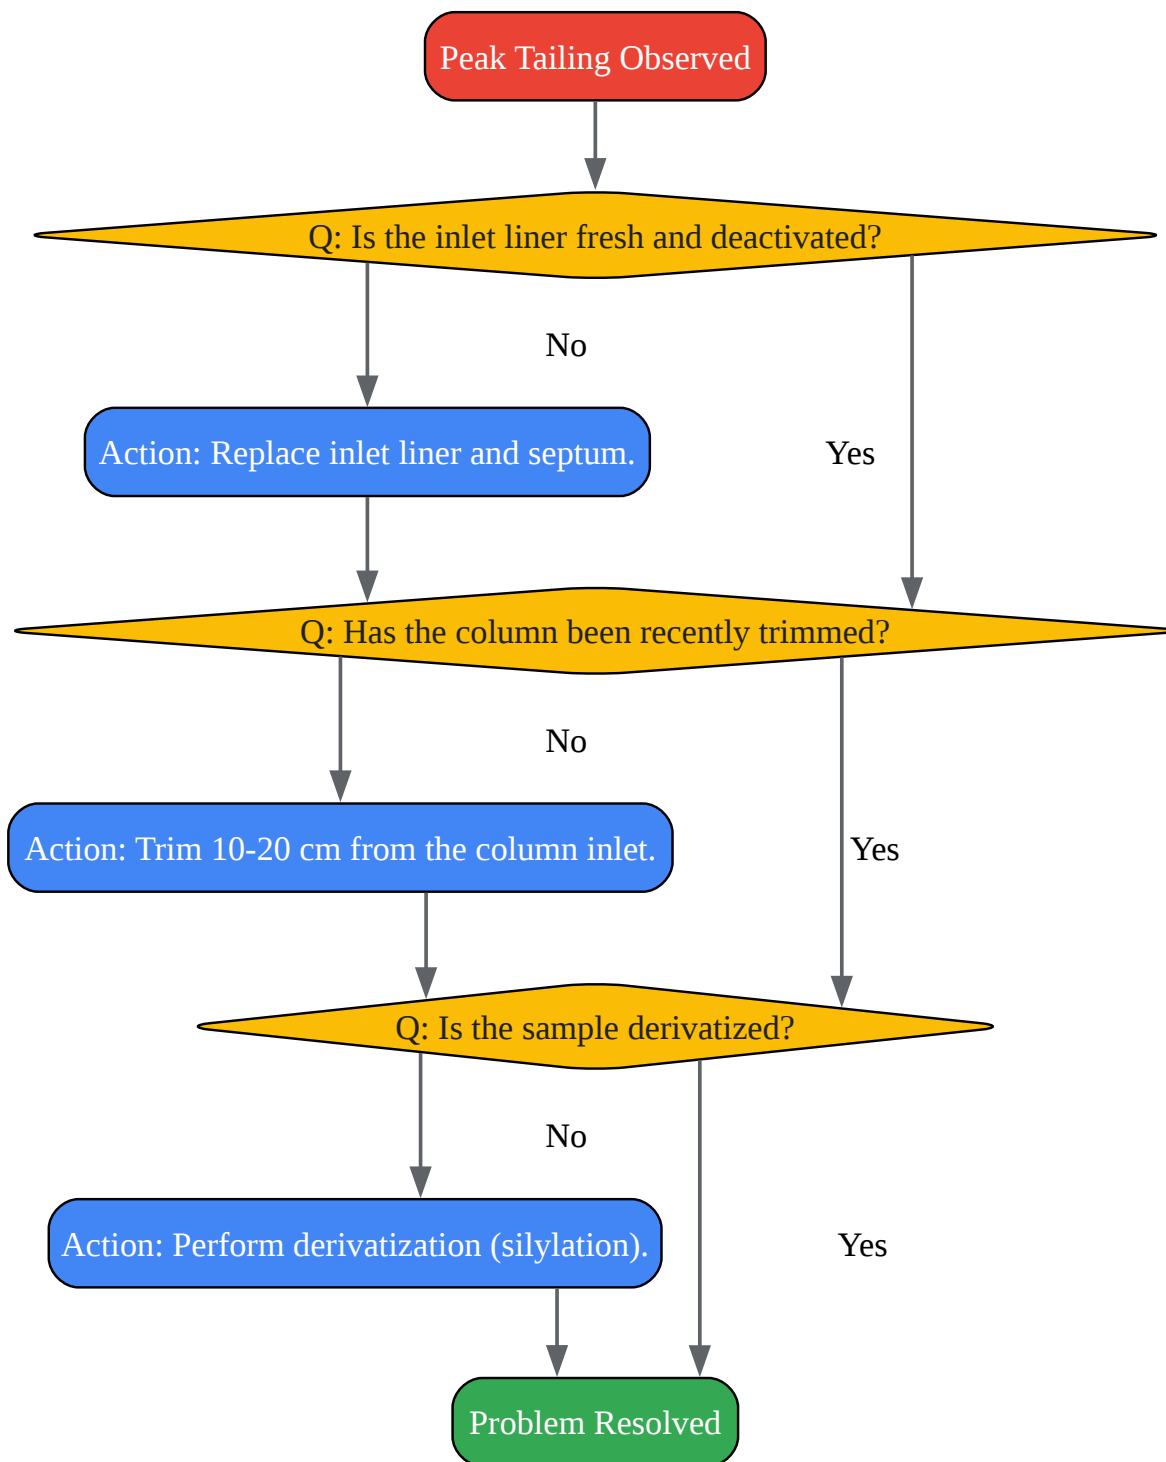 Peak Tailing Observed
Q: Is the inlet liner fresh and deactivated?
No
Action: Replace inlet liner and septum.
Yes
Q: Has the column been recently trimmed?
No
Action: Trim 10-20 cm from the column inlet.
Yes
Q: Is the sample derivatized?
No
Action: Perform derivatization (silylation).
Yes
Problem Resolved